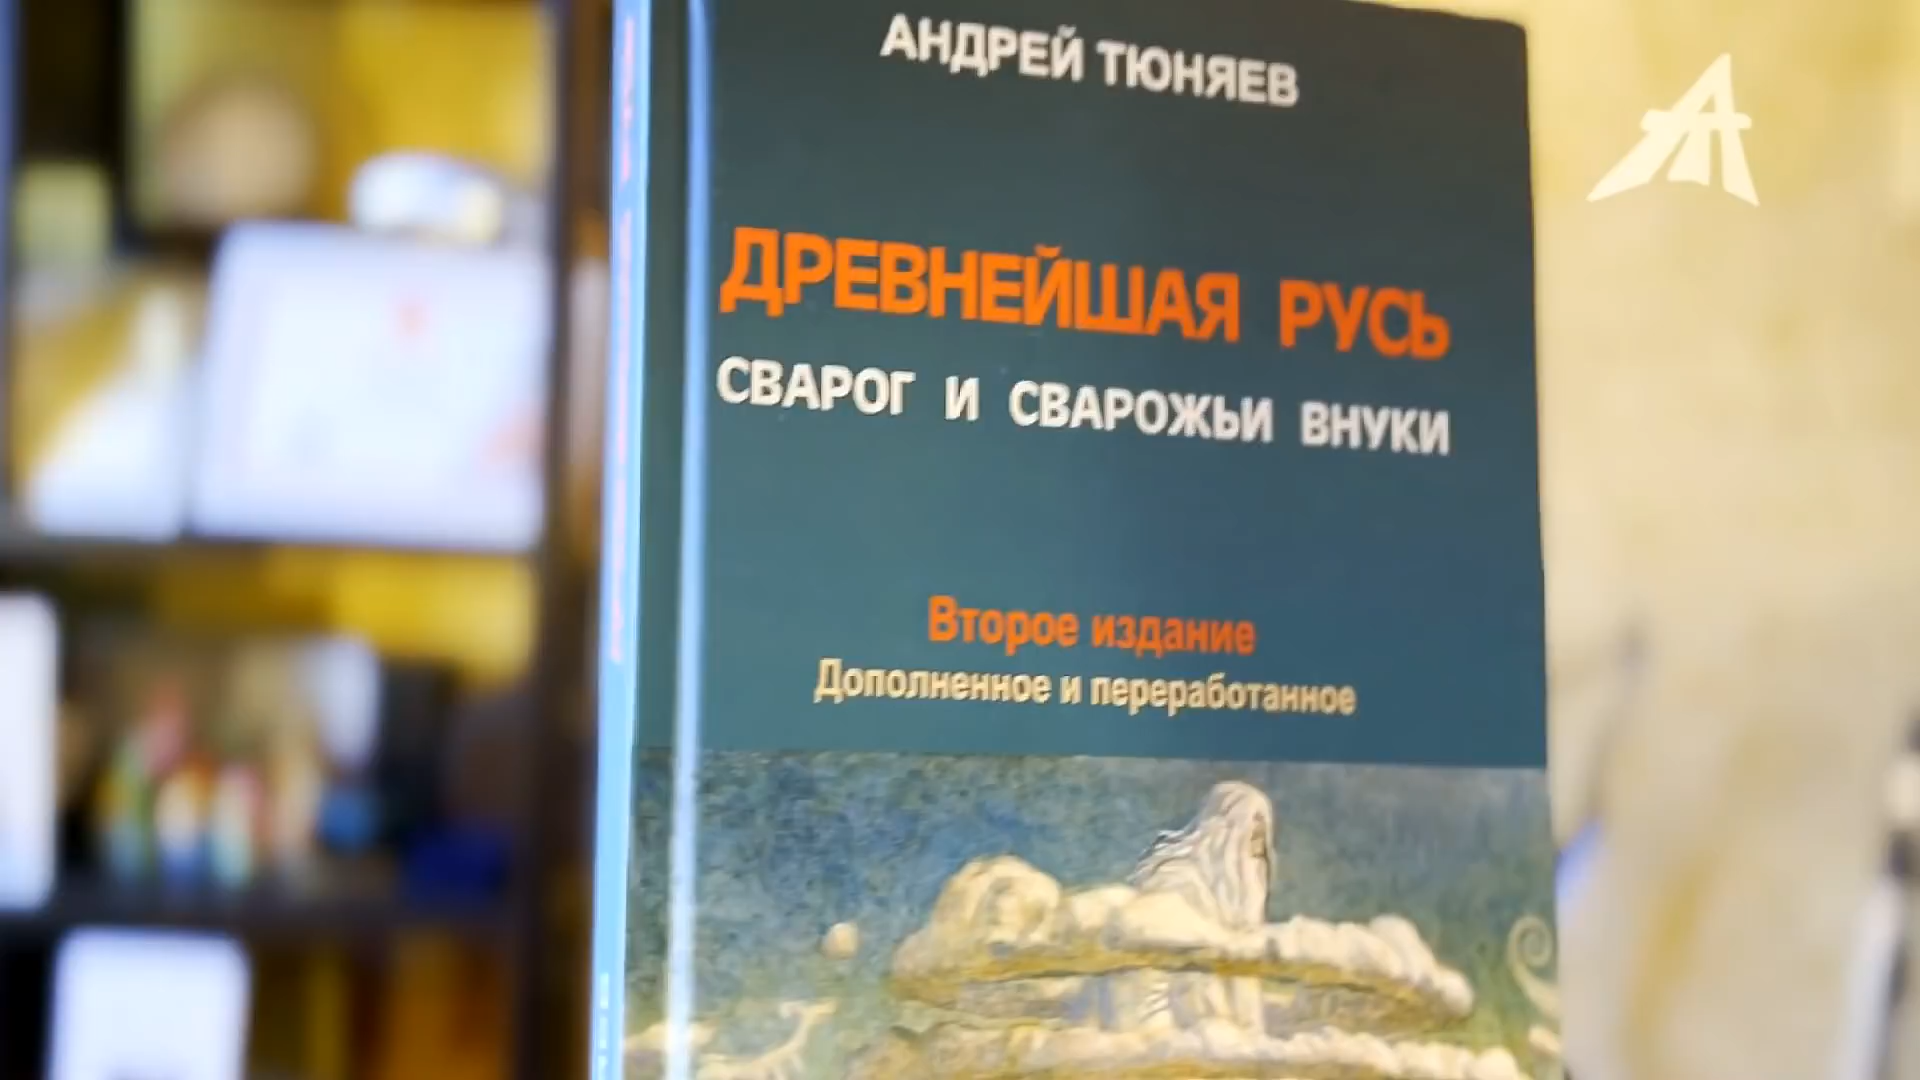 АНДРЕЙ ТЮНЯЕВ
ДРЕВНЕЙШАЯ РУСЬ
СВАРОГ И СВАРОЖЬИ ВНУКИ
Второе издание
Дополненное и переработанное